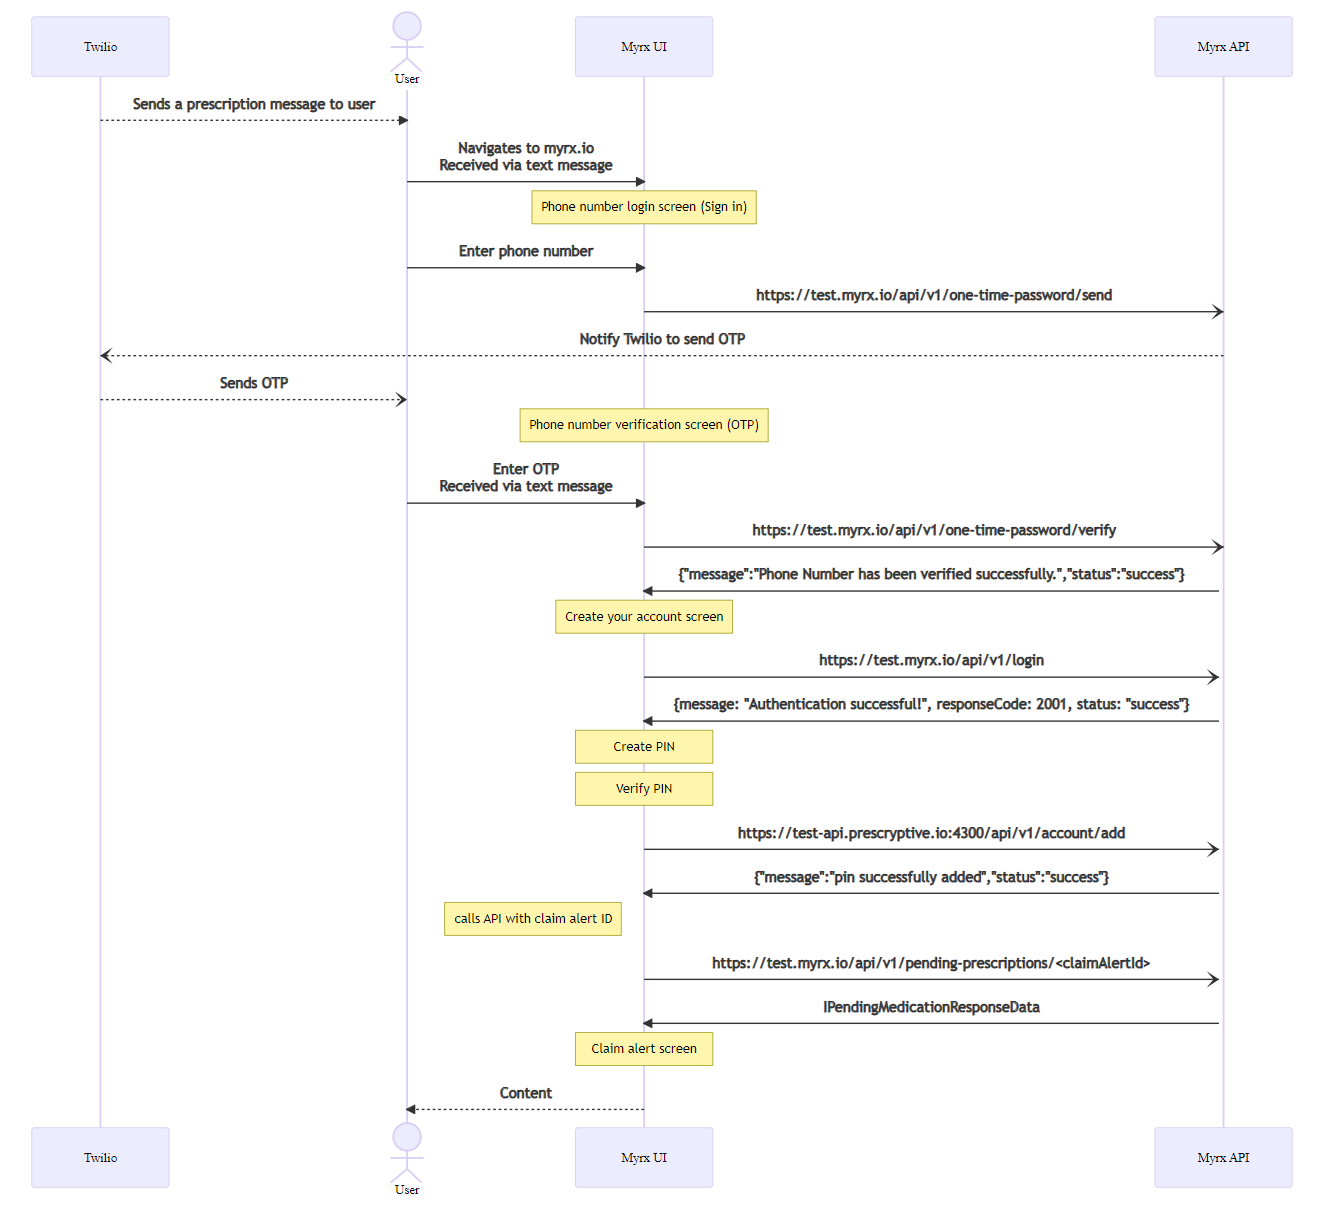 Twilio
User
Myrx UI
Myrx API
Sends a prescription message to user
Navigates to myrx.io
Received via text message
Phone number login screen (Sign in)
Enter phone number
https://test.myrx.io/api/v1/one-time-password/send
Notify Twilio to send OTP
Sends OTP
Phone number verification screen (OTP)
Enter OTP
Received via text message
https://test.myrx.io/api/v1/one-time-password/verify
{"message":"Phone Number has been verified successfully.","status":"success"}
Create your account screen
https://test.myrx.io/api/v1/login
{message: "Authentication successful!", responseCode: 2001, status: "success"}
Create PIN
Verify PIN
https://test-api.prescryptive.io:4300/api/v1/account/add
{"message":"pin successfully added","status":"success"}
calls API with claim alert ID
https://test.myrx.io/api/v1/pending-prescriptions/<claimAlertId>
IPendingMedicationResponseData
Claim alert screen
Content
Twilio
User
Myrx UI
Myrx API